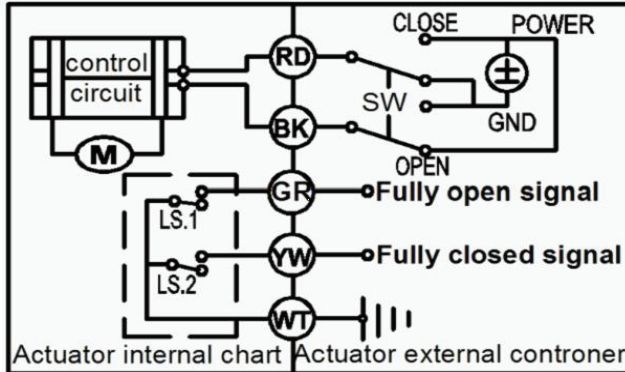 CLOSE POWER
control RD
circuit SW
GND
BK
M OPEN
GR Fully open signal
LS.1
YW Fully closed signal
LS.2
WT
Actuator internal chart Actuator external controner